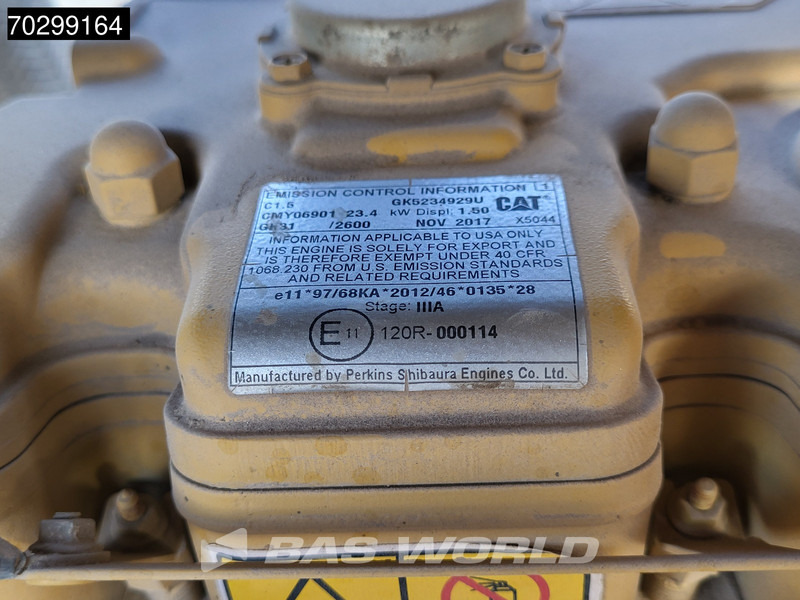 70299164
EMISSION CONTROL INFORMATION 1
C1.5 GK5234929U CAT
CMY06901 23.4 kW Displ: 1.50
/2600 NOV 2017 X5044
INFORMATION APPLICABLE TO USA ONLY
THIS ENGINE IS SOLELY FOR EXPORT AND
IS THEREFORE EXEMPT UNDER 40 CFR
1068.230 FROM U.S. EMISSION STANDARDS
AND RELATED REQUIREMENTS
e11*97/68KA*2012/46*0135*28
Stage: IIIA
E 11 120R-000114
Manufactured by Perkins Shibaura Engines Co. Ltd.
BAS WORLD